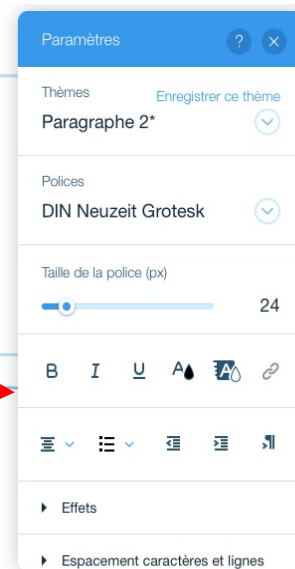 Paramètres ?
Thèmes Enregistrer ce thème
Paragraphe 2*
Polices
DIN Neuzeit Grotesk
Taille de la police (px)
24
B I U A A
Effets
Espacement caractères et lignes